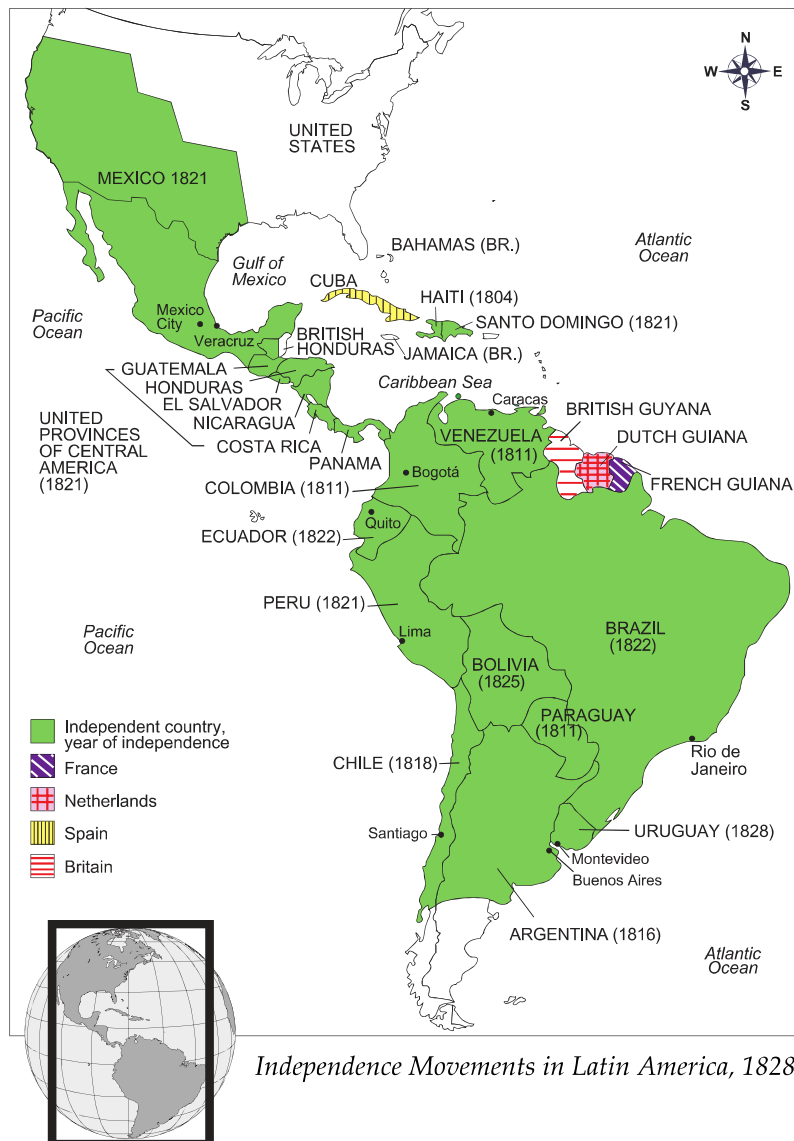 N
W E
S
UNITED
STATES
MEXICO 1821
BAHAMAS (BR.)
Atlantic
Ocean
Gulf of
Mexico
CUBA
HAITI (1804)
Pacific
Ocean
Mexico
City
SANTO DOMINGO (1821)
Veracruz
BRITISH
HONDURAS
JAMAICA (BR.)
GUATEMALA
HONDURAS
EL SALVADOR
NICARAGUA
COSTA RICA
PANAMA
Caribbean Sea
Caracas
BRITISH GUYANA
UNITED
PROVINCES
OF CENTRAL
AMERICA
(1821)
VENEZUELA
(1811)
DUTCH GUIANA
FRENCH GUIANA
Bogotá
COLOMBIA (1811)
Quito
ECUADOR (1822)
PERU (1821)
Pacific
Ocean
Lima
BRAZIL
(1822)
BOLIVIA
(1825)
PARAGUAY
(1811)
Independent country,
year of independence
France
Netherlands
Spain
Britain
CHILE (1818)
Rio de
Janeiro
Santiago
URUGUAY (1828)
Montevideo
Buenos Aires
ARGENTINA (1816)
Atlantic
Ocean
Independence Movements in Latin America, 1828